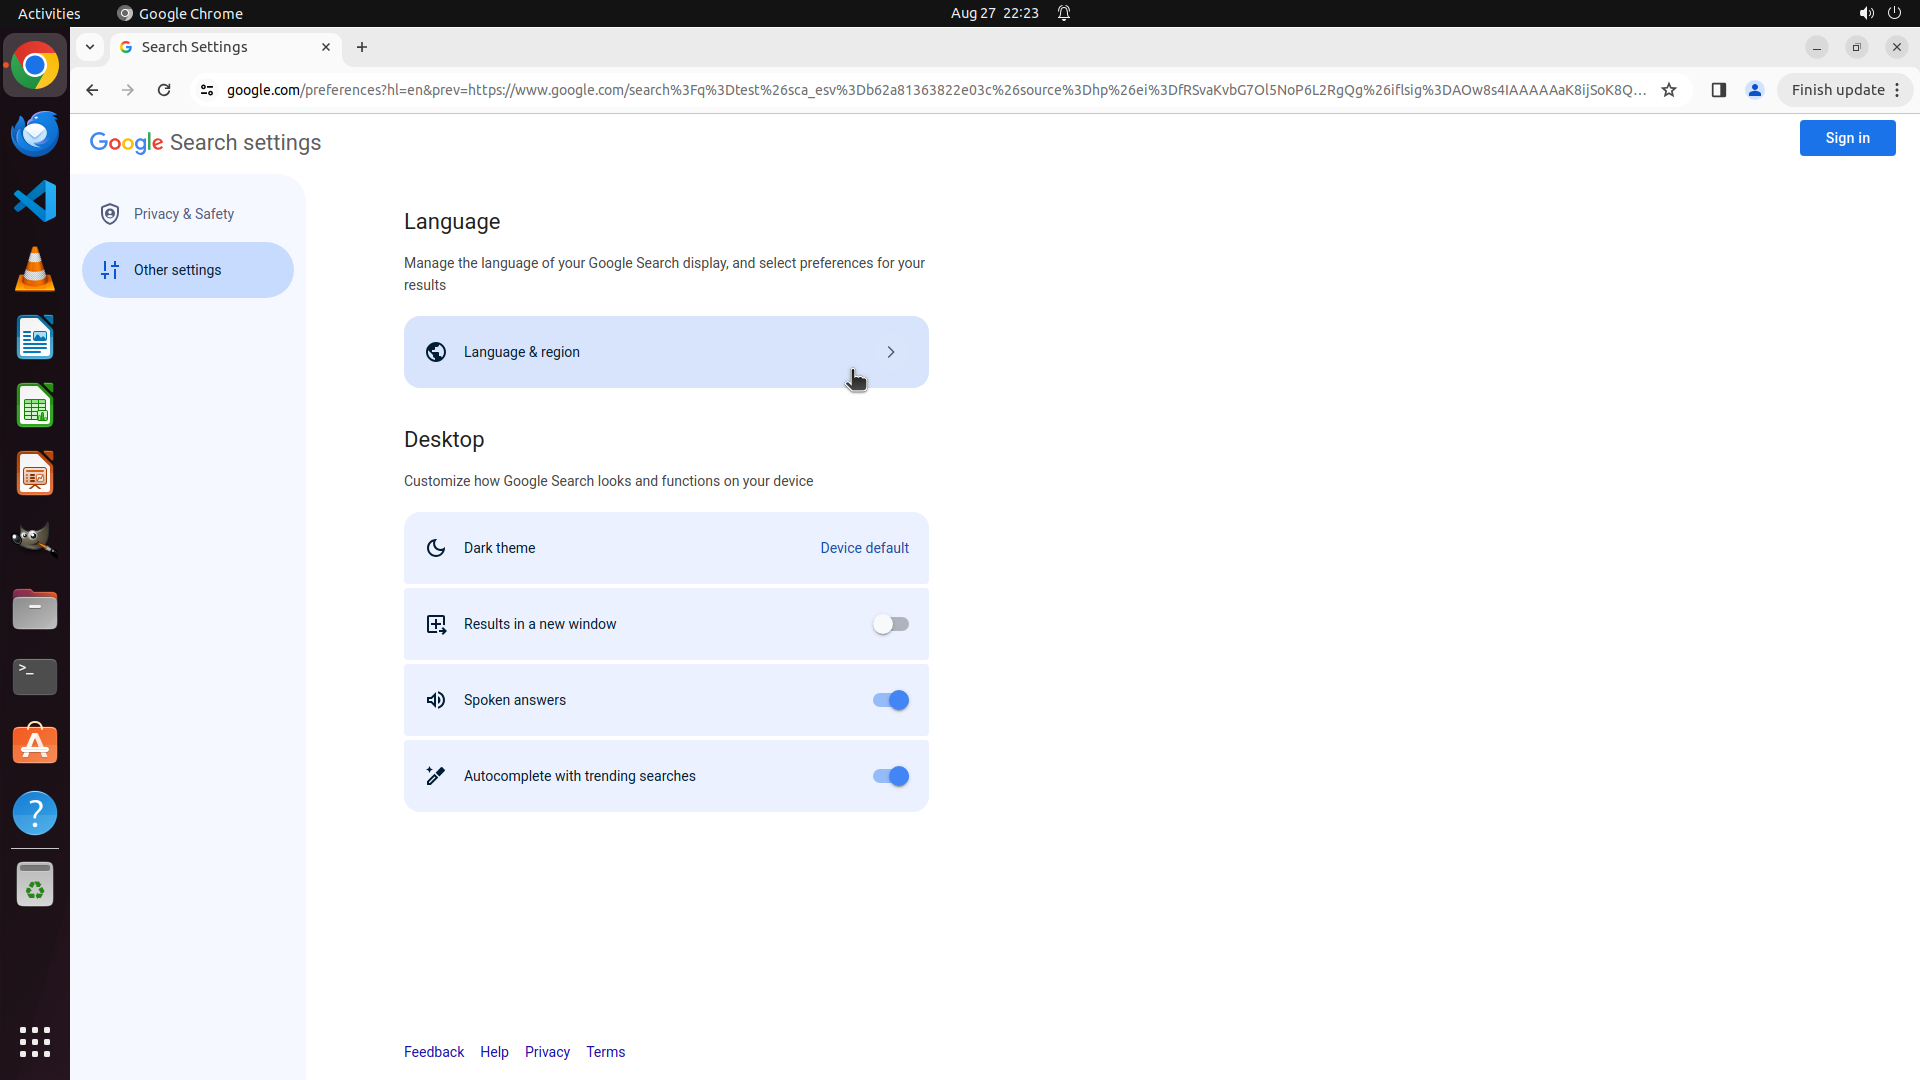 Activities
Google Chrome
Aug 27 22:23
Search Settings
google.com/preferences?hl=en&prev=https://www.google.com/search%3Fq%3Dtest%26sca_esv%3Db62a81363822e03c%26source%3Dhp%26ei%3DfRSvaKvbG7Ol5NoP6L2RgQg%26iflsig%3DAOw8s4IAAAAAaK8ijSoK8Q...
Finish update
Google Search settings
Sign in
Privacy & Safety
Other settings
Language
Manage the language of your Google Search display, and select preferences for your
results
Language & region
Desktop
Customize how Google Search looks and functions on your device
Dark theme
Device default
Results in a new window
Spoken answers
Autocomplete with trending searches
Feedback
Help
Privacy
Terms